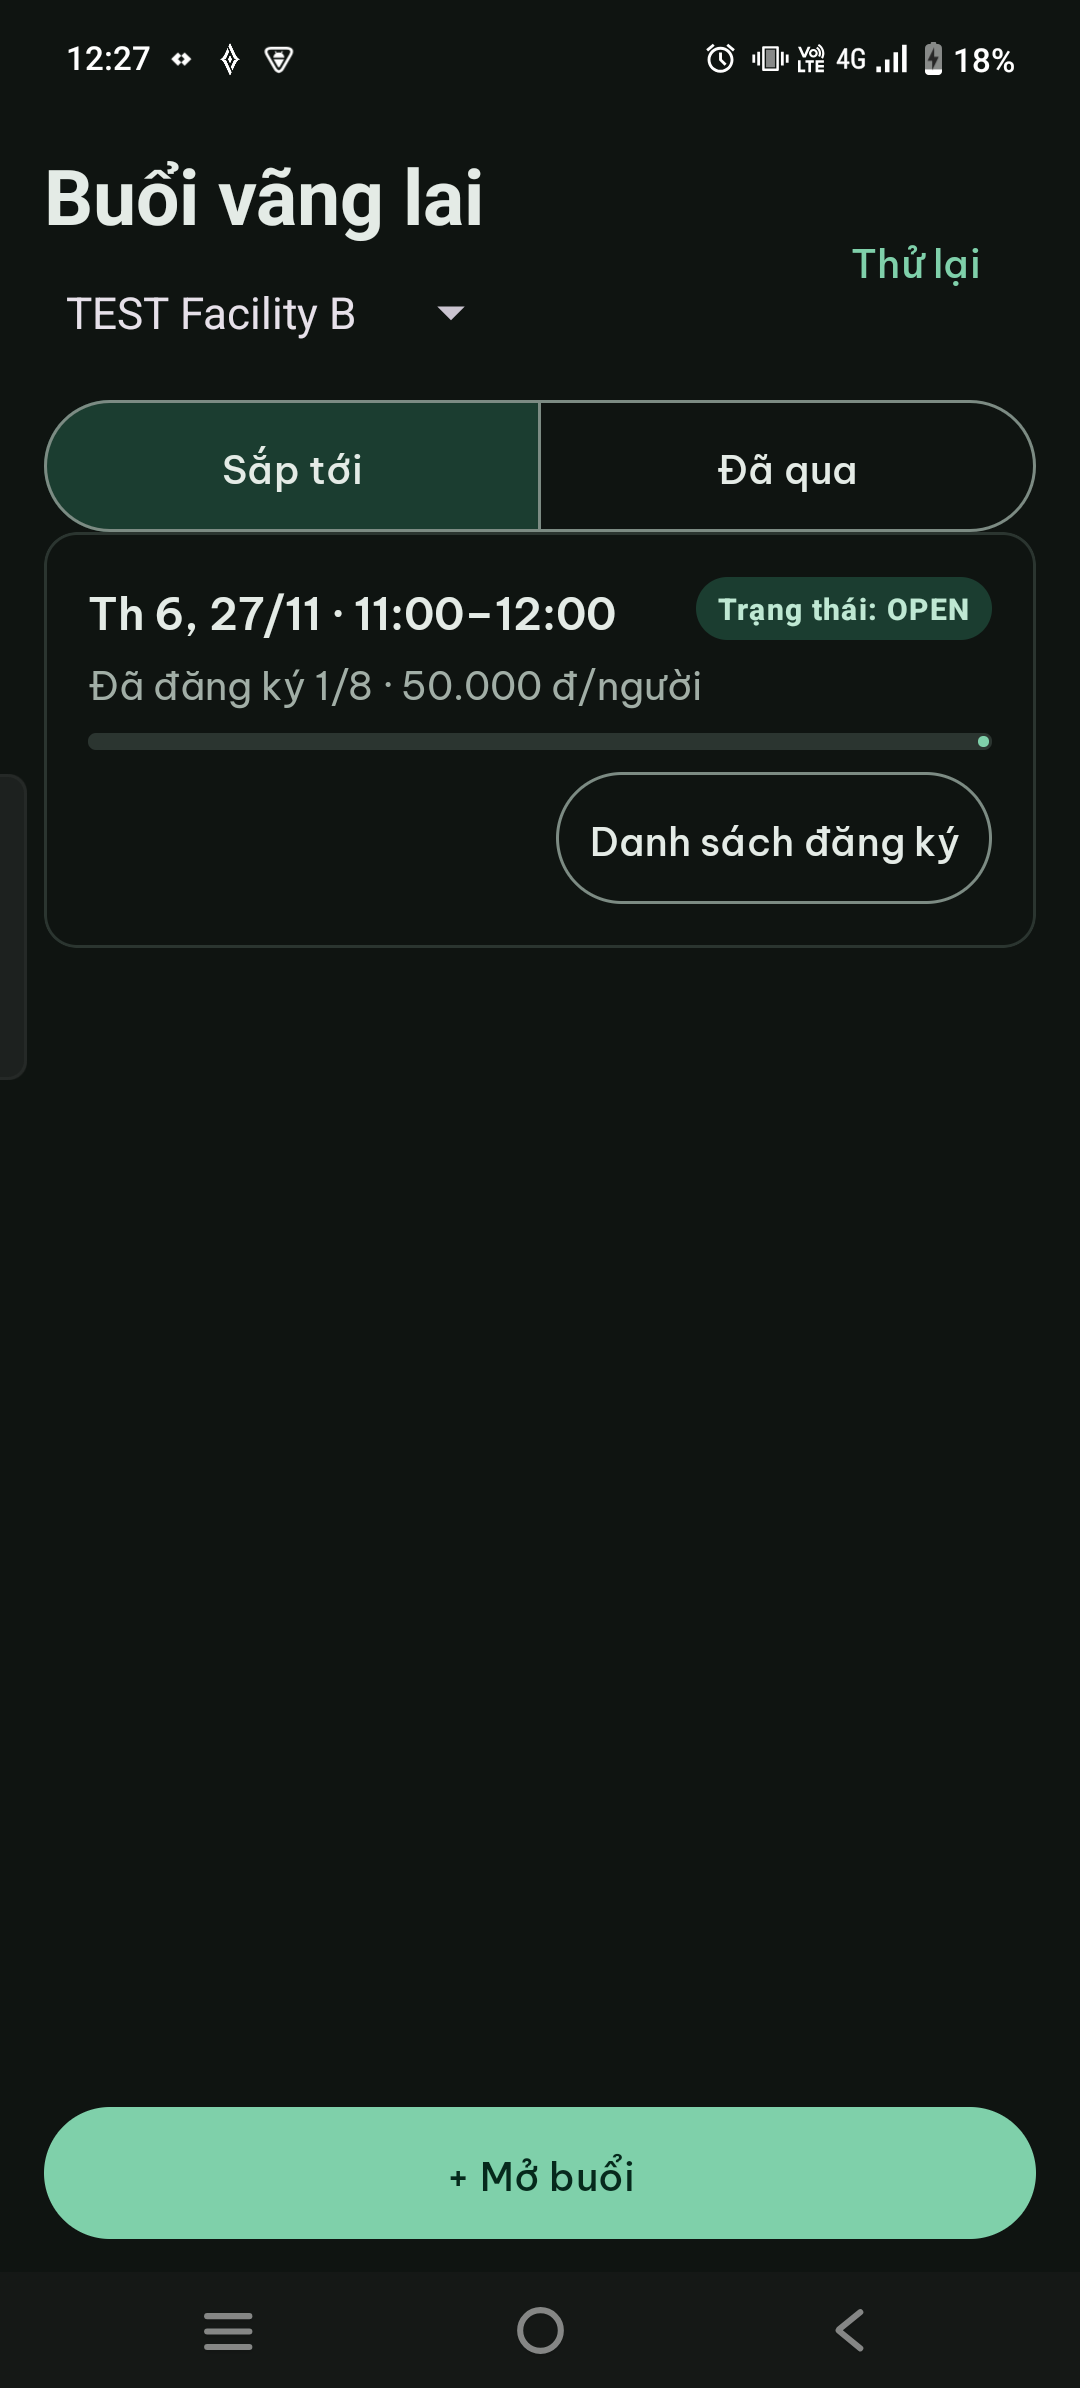 12:27
Vo) LTE 4G 18%
Buổi vãng lai
Thử lại
TEST Facility B
Sắp tới
Đã qua
Th 6, 27/11 · 11:00–12:00
Trạng thái: OPEN
Đã đăng ký 1/8 · 50.000 đ/người
Danh sách đăng ký
+ Mở buổi